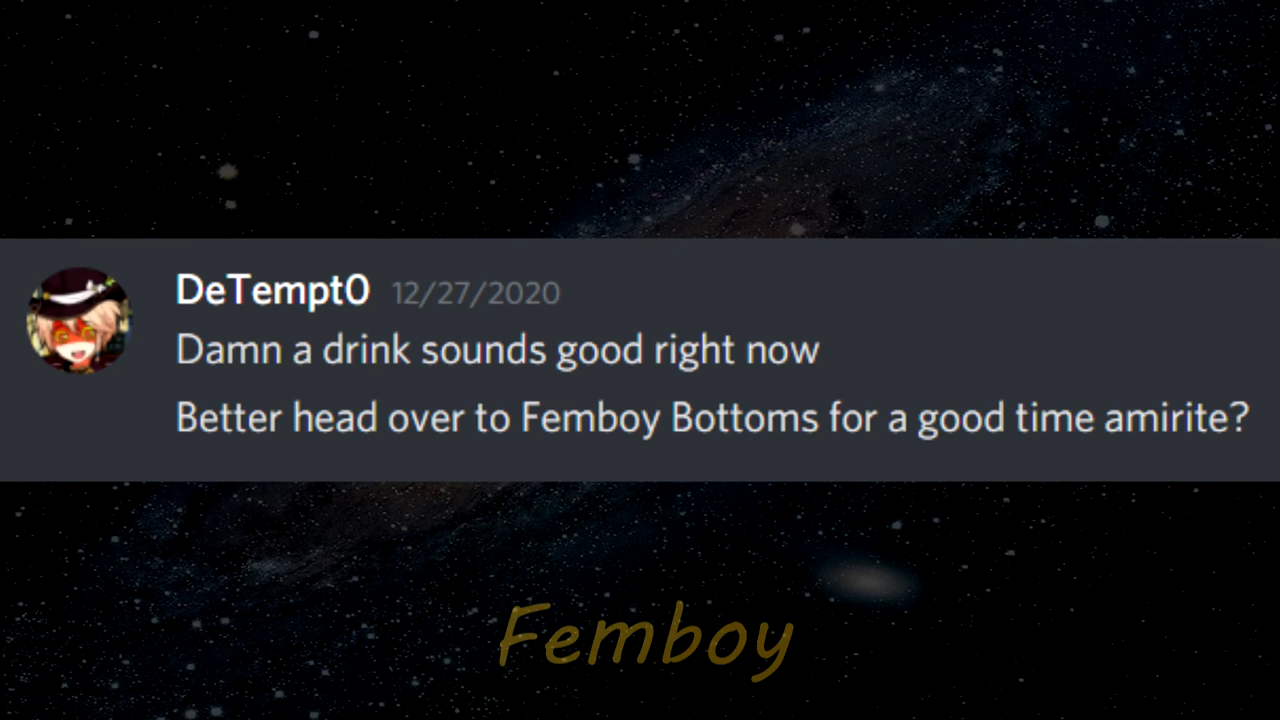 DeTempt0 12/27/2020
Damn a drink sounds good right now
Better head over to Femboy Bottoms for a good time amirite?
Femboy